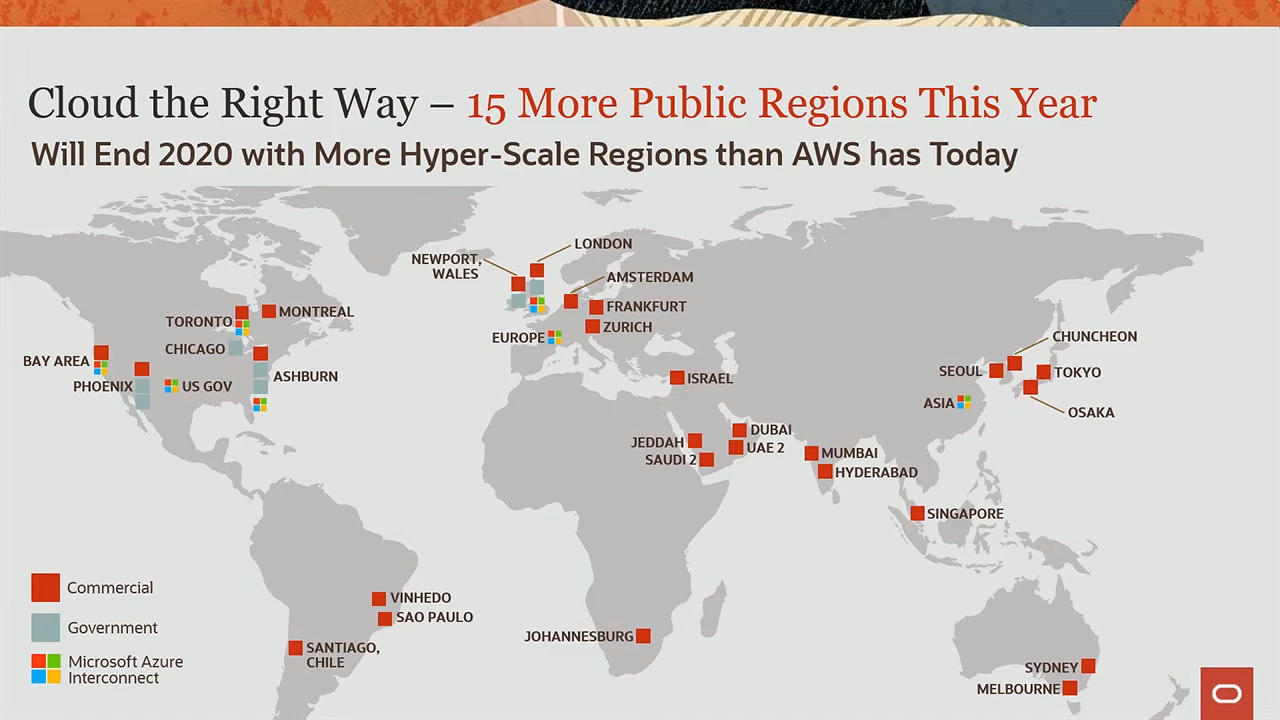 Cloud the Right Way – 15 More Public Regions This Year
Will End 2020 with More Hyper-Scale Regions than AWS has Today
LONDON
NEWPORT,
WALES
AMSTERDAM
MONTREAL
TORONTO
FRANKFURT
ZURICH
EUROPE
CHUNCHEON
CHICAGO
BAY AREA
ASHBURN
PHOENIX
US GOV
ISRAEL
SEOUL
TOKYO
ASIA
OSAKA
DUBAI
JEDDAH
UAE 2
SAUDI 2
MUMBAI
HYDERABAD
SINGAPORE
Commercial
Government
Microsoft Azure
Interconnect
VINHEDO
SAO PAULO
SANTIAGO,
CHILE
JOHANNESBURG
SYDNEY
MELBOURNE